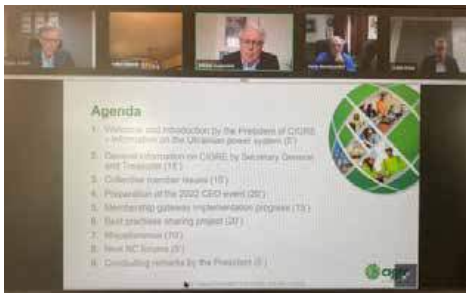 Agenda
1. Welcome and Introduction by the President of CIGRE
- Information on the Ukrainian power system (5')
2. General information on CIGRE by Secretary General
and Treasurer (15')
3. Collective member issues (10')
4. Preparation of the 2022 CEO event (20')
5. Membership gateway implementation progress (15')
6. Best practises sharing project (20')
7. Miscellaneous (10')
8. Next NC forums (5')
9. Concluding remarks by the President (5')
cigre